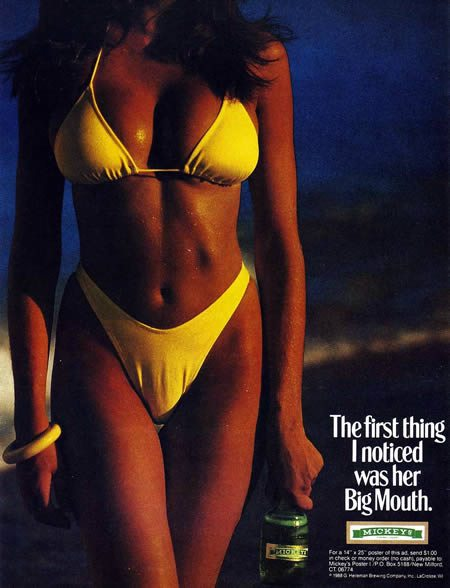 The first thing
I noticed
was her
Big Mouth.
MICKEY'S
For a 14" x 25" poster of this ad, send $1.00
in check or money order (no cash), payable to
Mickey's Poster I / P.O. Box 5188/New Milford,
CT. 06774
© 1988 G. Heileman Brewing Company, Inc., LaCrosse, WI
MICKEY'S